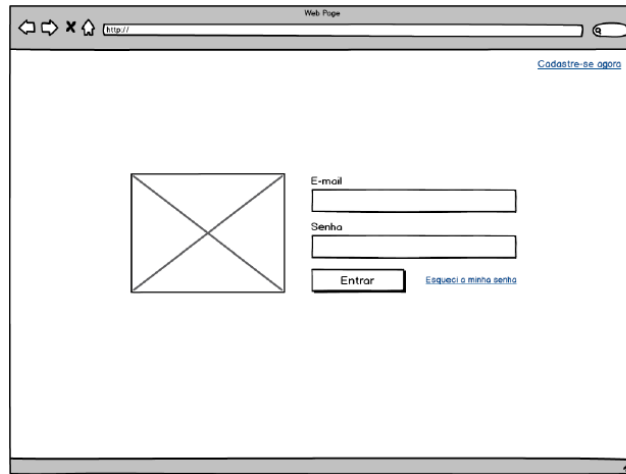 Web Page
http://
Cadastre-se agora
E-mail
Senha
Entrar
Esqueci a minha senha